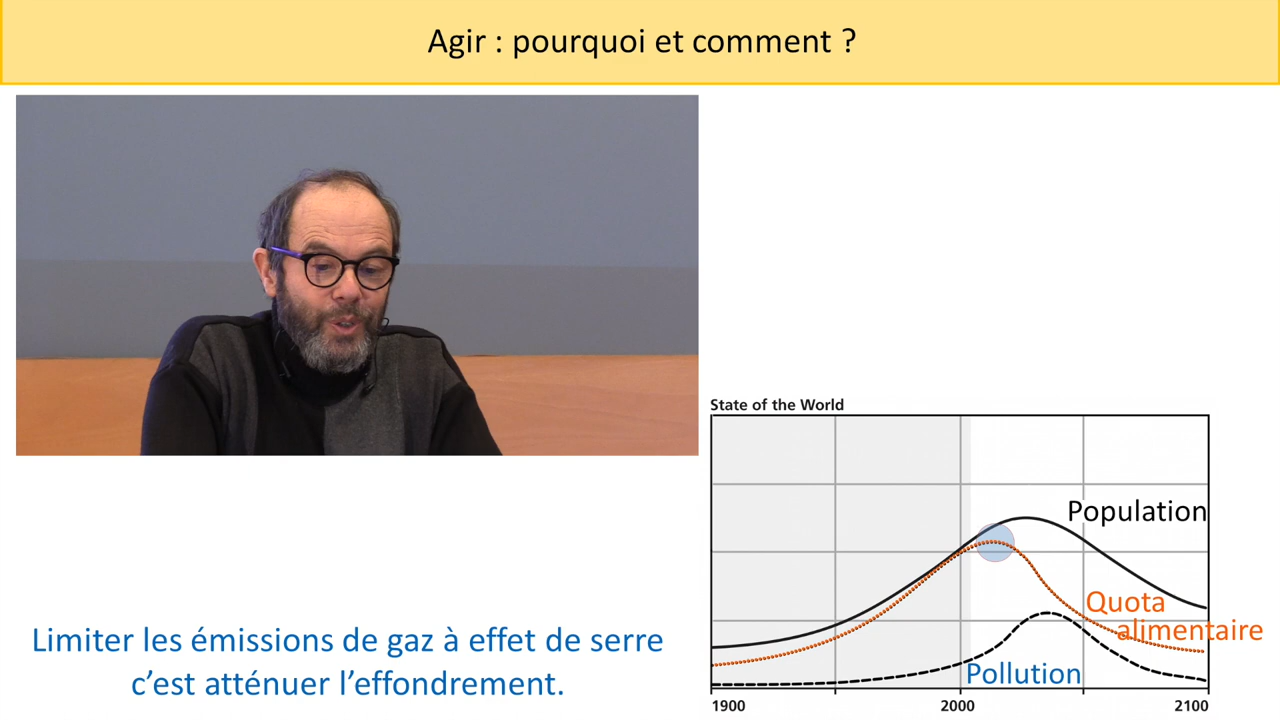 Agir : pourquoi et comment ?
State of the World
Population
Quota
alimentaire
Pollution
1900
2000
2100
Limiter les émissions de gaz à effet de serre
c’est atténuer l’effondrement.